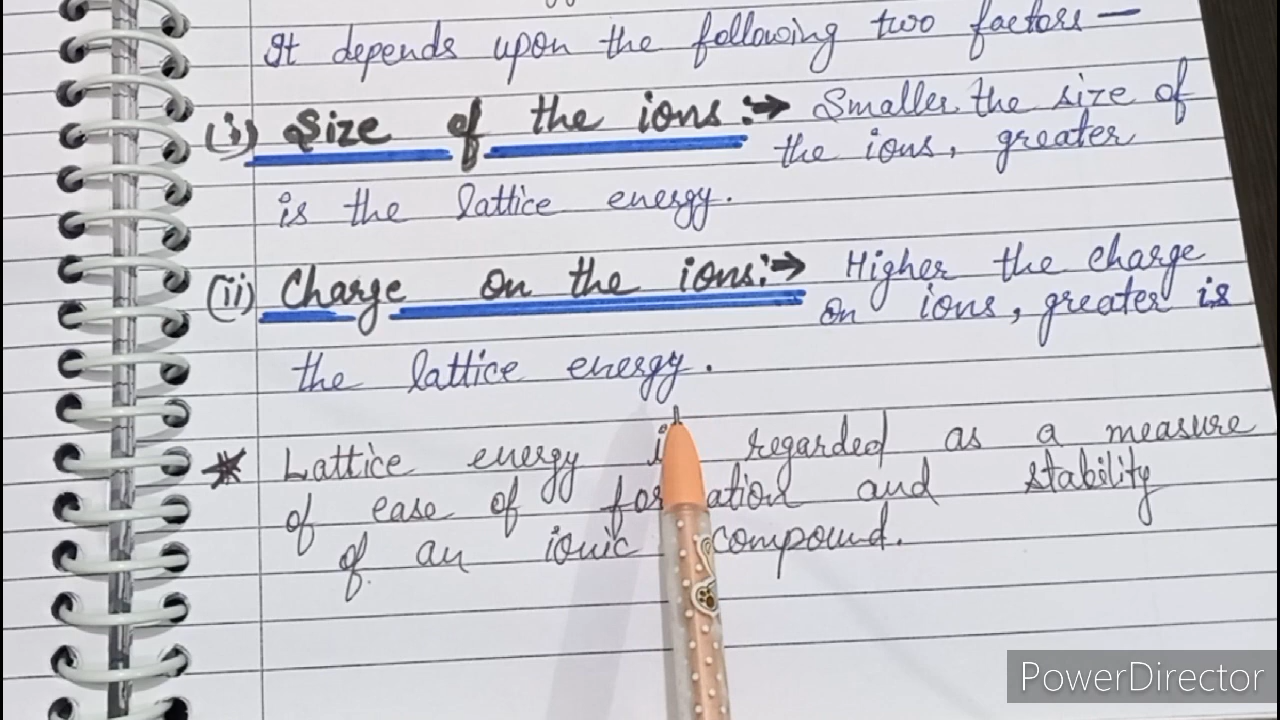 It depends upon the following two factors —
(i) Size of the ions :→ Smaller the size of
the ions, greater
is the lattice energy.
(ii) Charge on the ions :→ Higher the charge
on ions, greater is
the lattice energy.
* Lattice energy is regarded as a measure
of ease of formation and stability
of an ionic compound.
PowerDirector